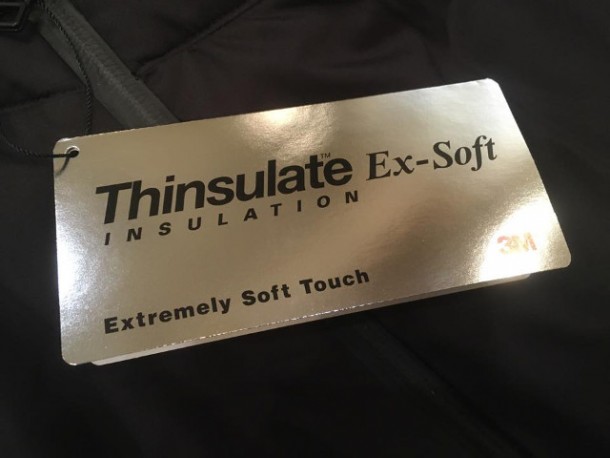 Thinsulate™ Ex-Soft
INSULATION
3M
Extremely Soft Touch